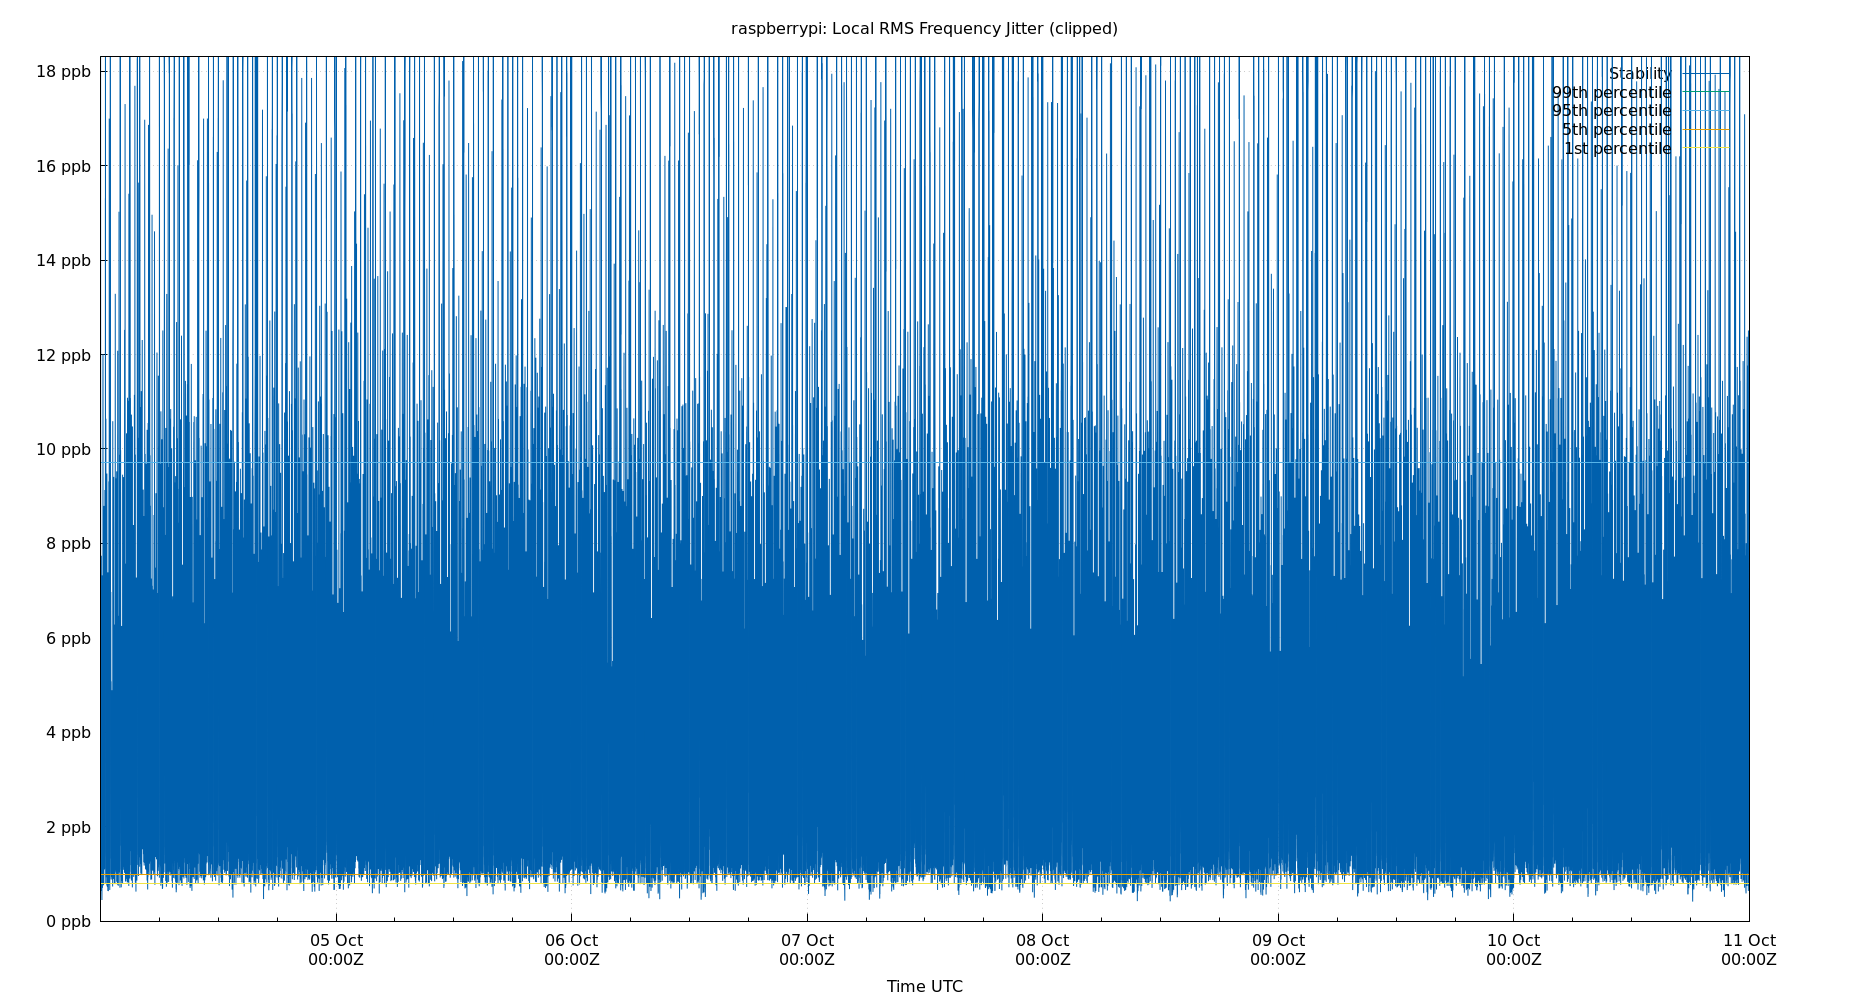 raspberrypi: Local RMS Frequency Jitter (clipped)
18 ppb
16 ppb
14 ppb
12 ppb
10 ppb
8 ppb
6 ppb
4 ppb
2 ppb
0 ppb
Stability
99th percentile
95th percentile
5th percentile
1st percentile
05 Oct 06 Oct 07 Oct 08 Oct 09 Oct 10 Oct 11 Oct
00:00Z 00:00Z 00:00Z 00:00Z 00:00Z 00:00Z 00:00Z
Time UTC